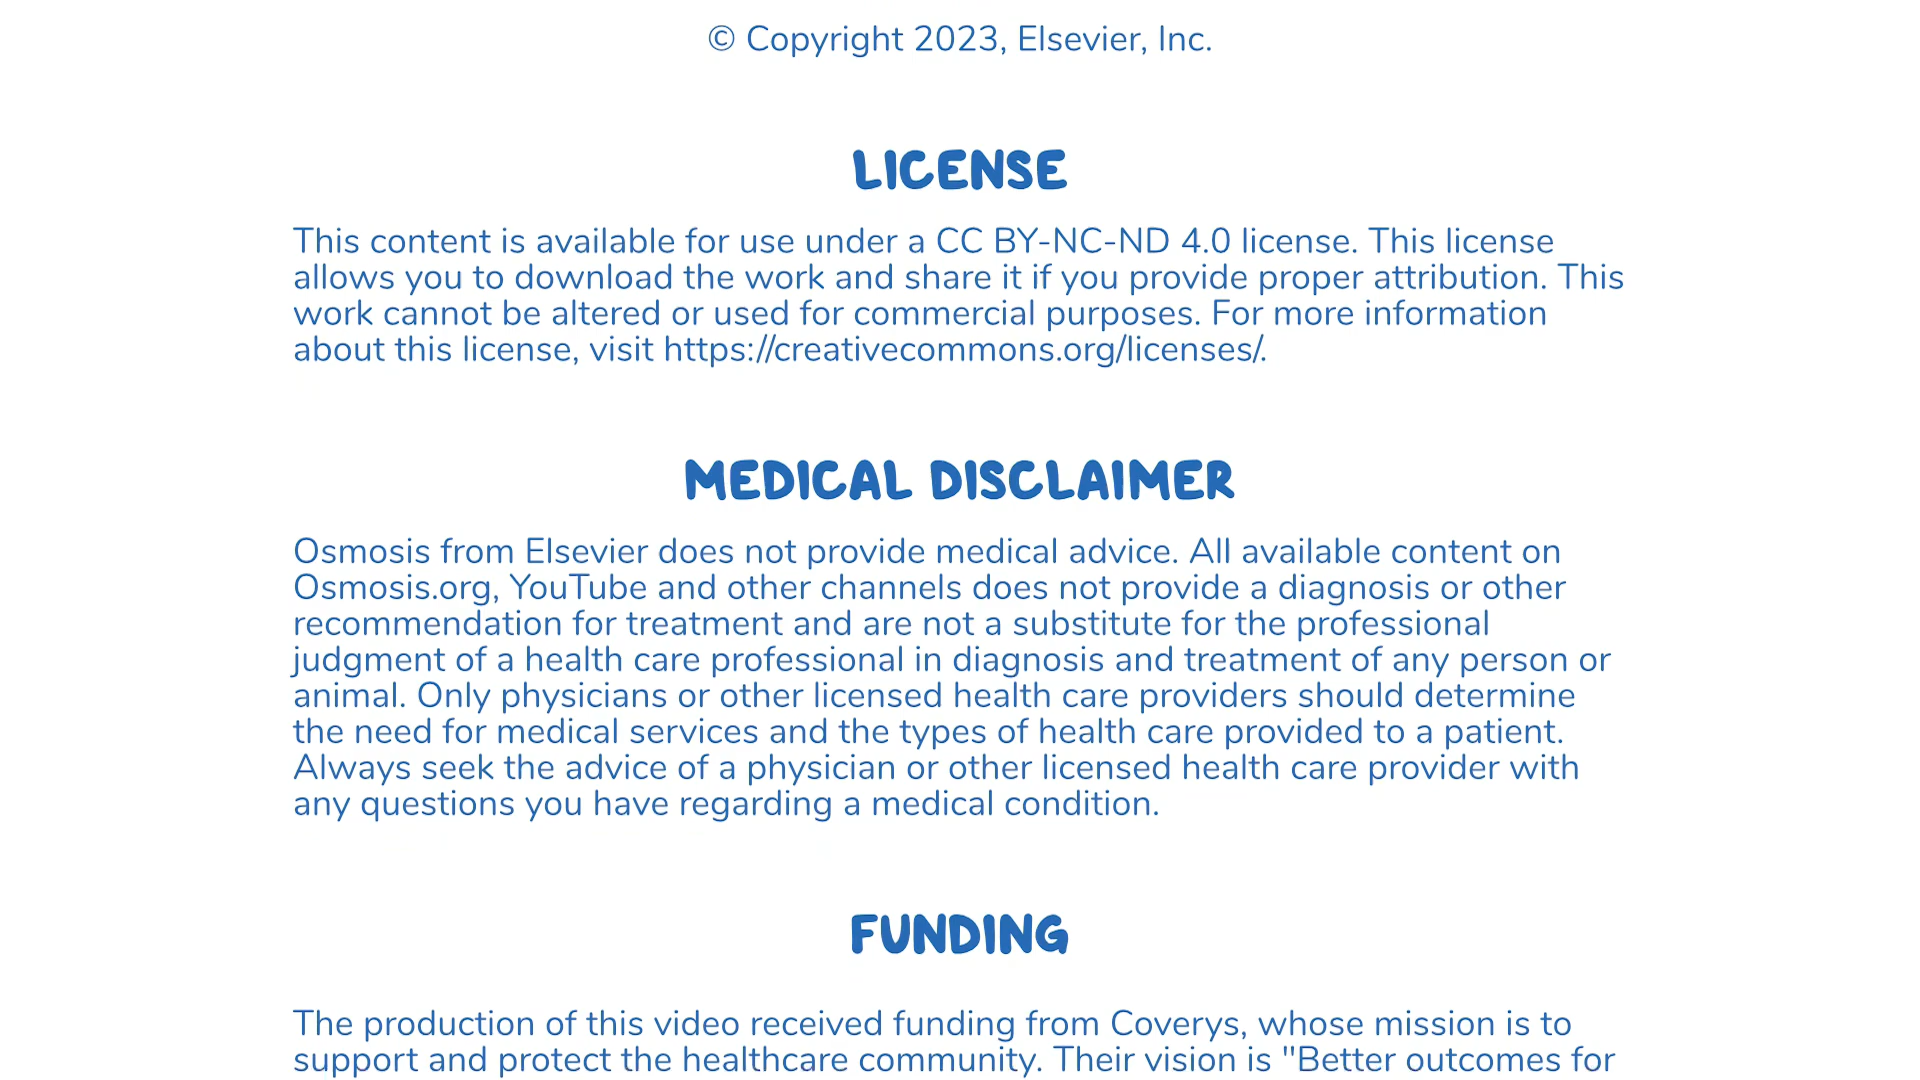 © Copyright 2023, Elsevier, Inc.
LICENSE
This content is available for use under a CC BY-NC-ND 4.0 license. This license
allows you to download the work and share it if you provide proper attribution. This
work cannot be altered or used for commercial purposes. For more information
about this license, visit https://creativecommons.org/licenses/.
MEDICAL DISCLAIMER
Osmosis from Elsevier does not provide medical advice. All available content on
Osmosis.org, YouTube and other channels does not provide a diagnosis or other
recommendation for treatment and are not a substitute for the professional
judgment of a health care professional in diagnosis and treatment of any person or
animal. Only physicians or other licensed health care providers should determine
the need for medical services and the types of health care provided to a patient.
Always seek the advice of a physician or other licensed health care provider with
any questions you have regarding a medical condition.
FUNDING
The production of this video received funding from Coverys, whose mission is to
support and protect the healthcare community. Their vision is "Better outcomes for